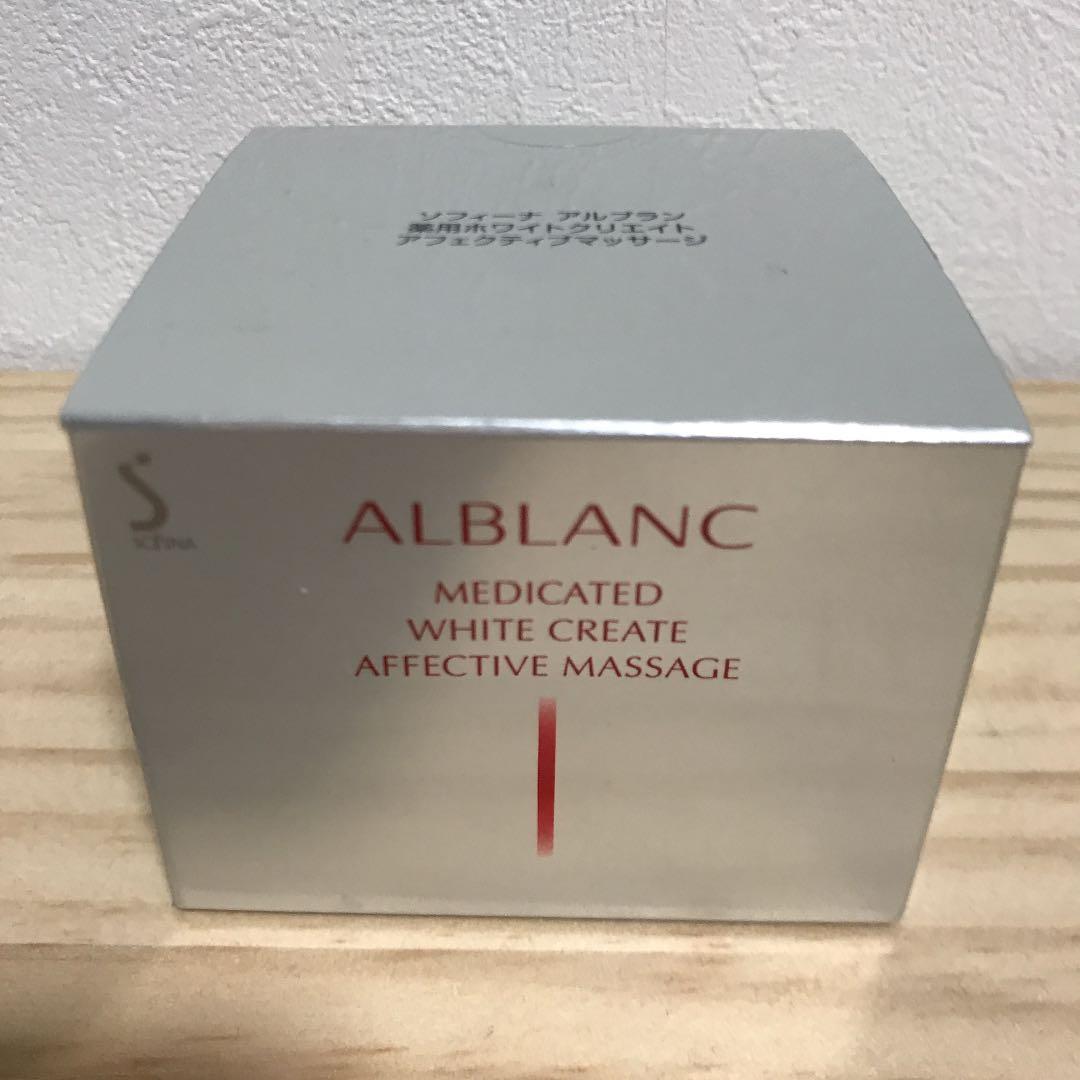 ソフィーナ アルブラン
薬用ホワイトクリエイト
アフェクティブマッサージ
SOFINA
ALBLANC
MEDICATED
WHITE CREATE
AFFECTIVE MASSAGE